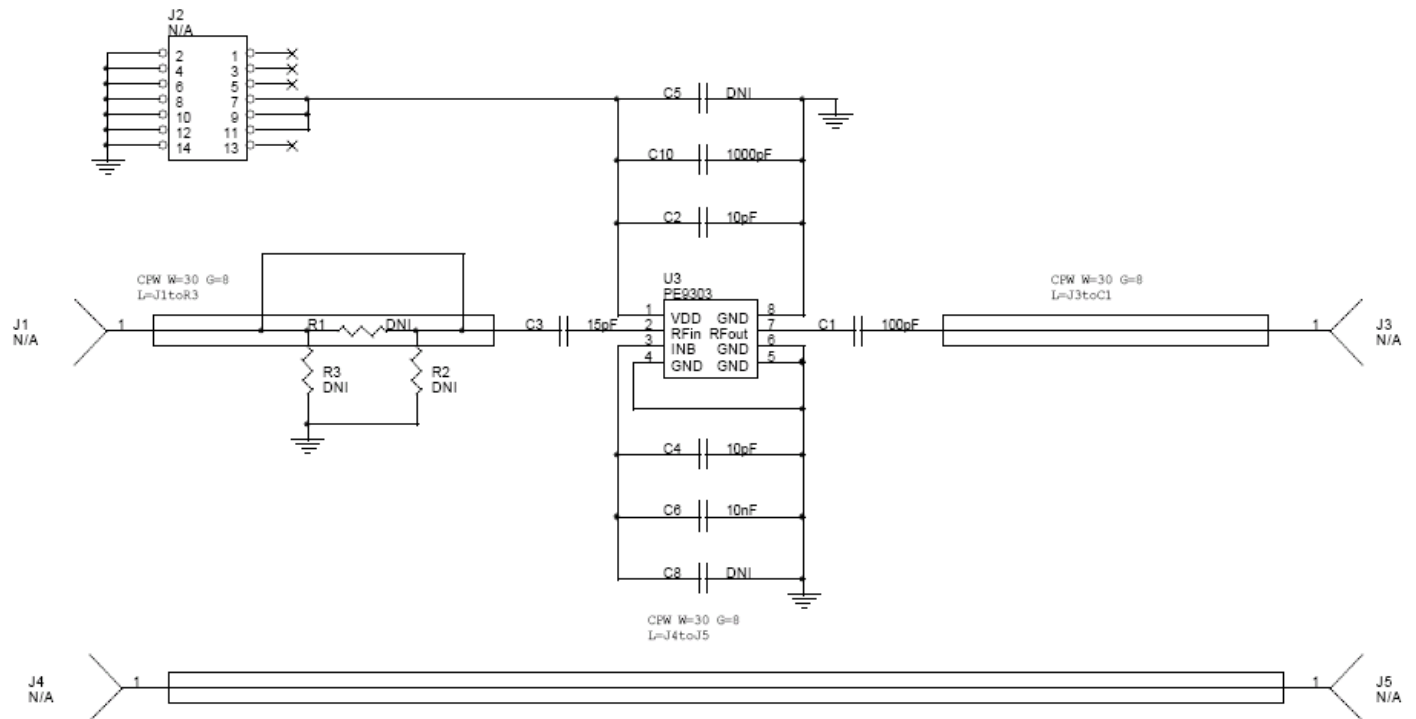 J2
N/A
2 1
4 3
6 5
8 7
10 9
12 11
14 13
C5 DNI
C10 1000pF
C2 10pF
CPW W=30 G=8
L=J1toR3
U3
PE9303
CPW W=30 G=8
L=J3toC1
J1
N/A
1
R1 DNI
C3 15pF
1 VDD GND 8
2 RFin RFout 7
3 INB GND 6
4 GND GND 5
C1 100pF
1
J3
N/A
R3
DNI
R2
DNI
C4 10pF
C6 10nF
C8 DNI
CPW W=30 G=8
L=J4toJ5
J4
N/A
1
1
J5
N/A